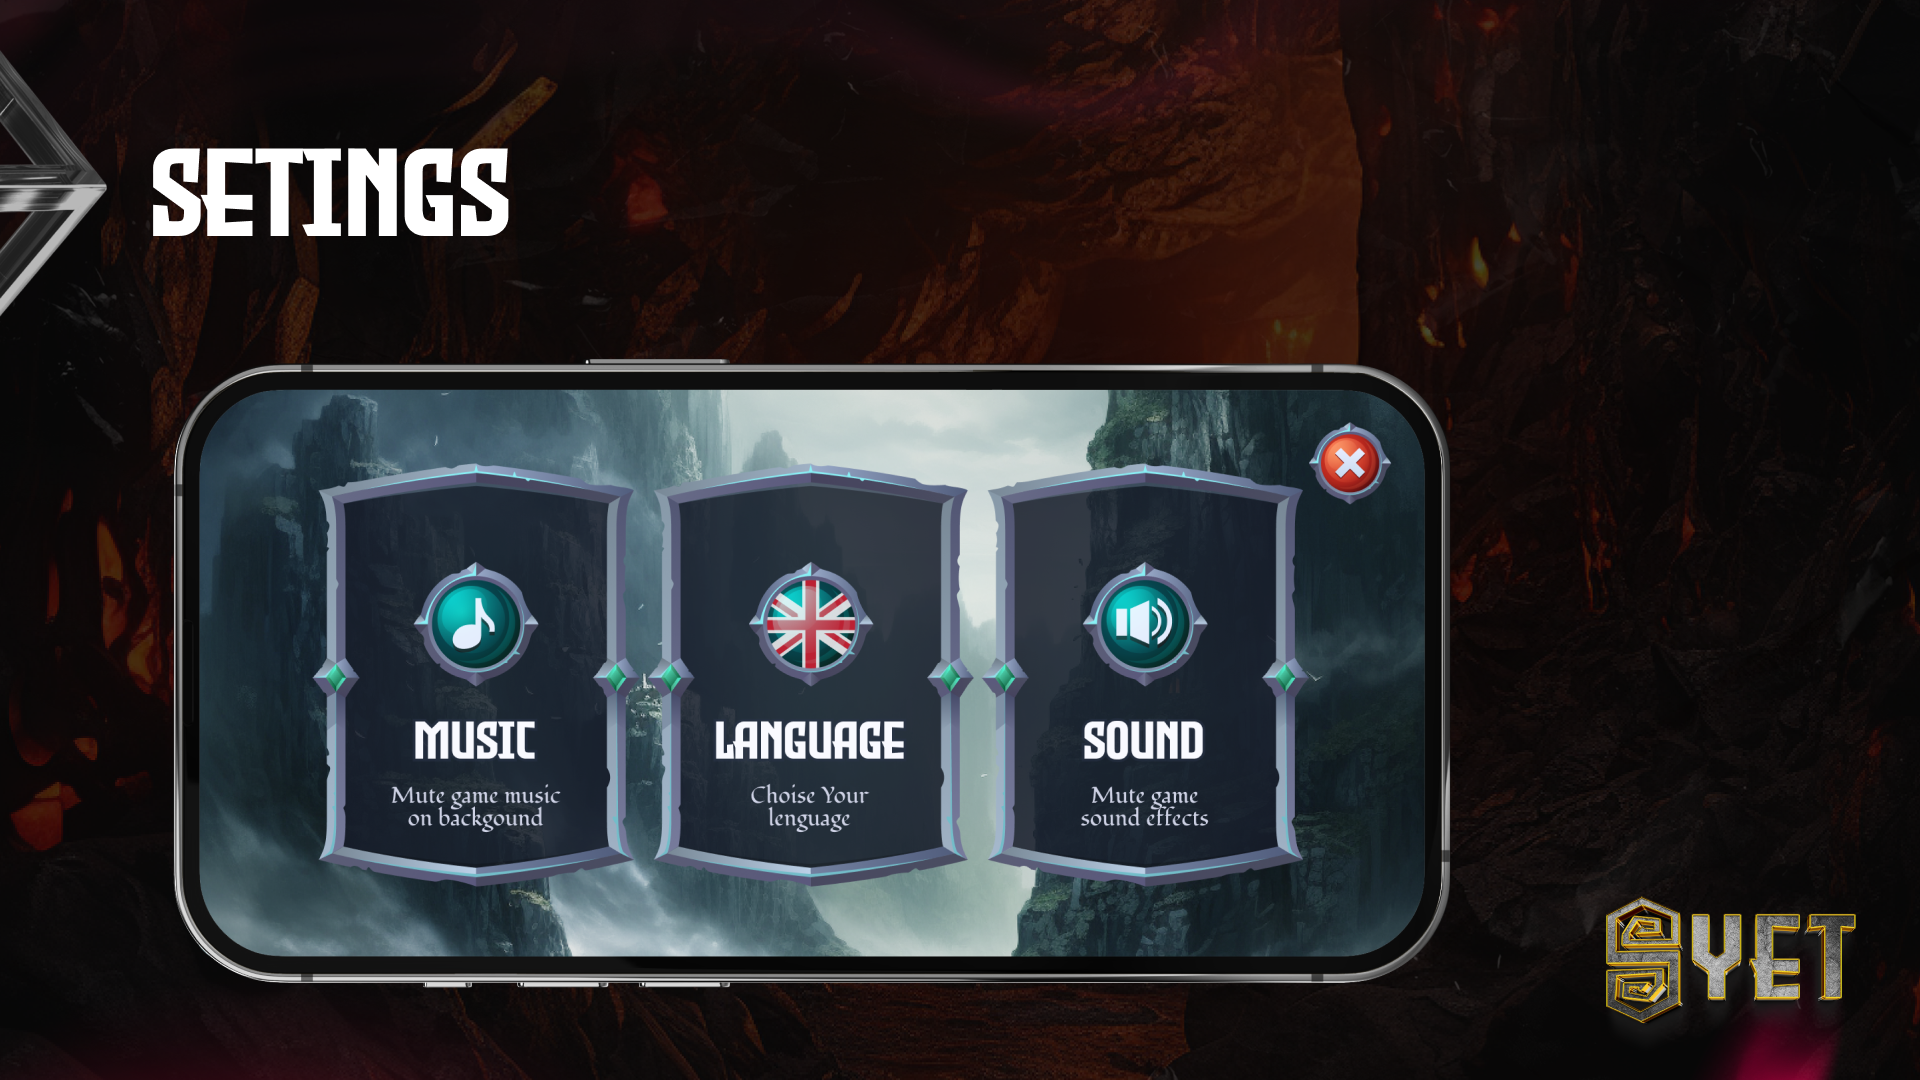 SETINGS
MUSIC
Mute game music
on backgound
LANGUAGE
Choise Your
lenguage
SOUND
Mute game
sound effects
SYET